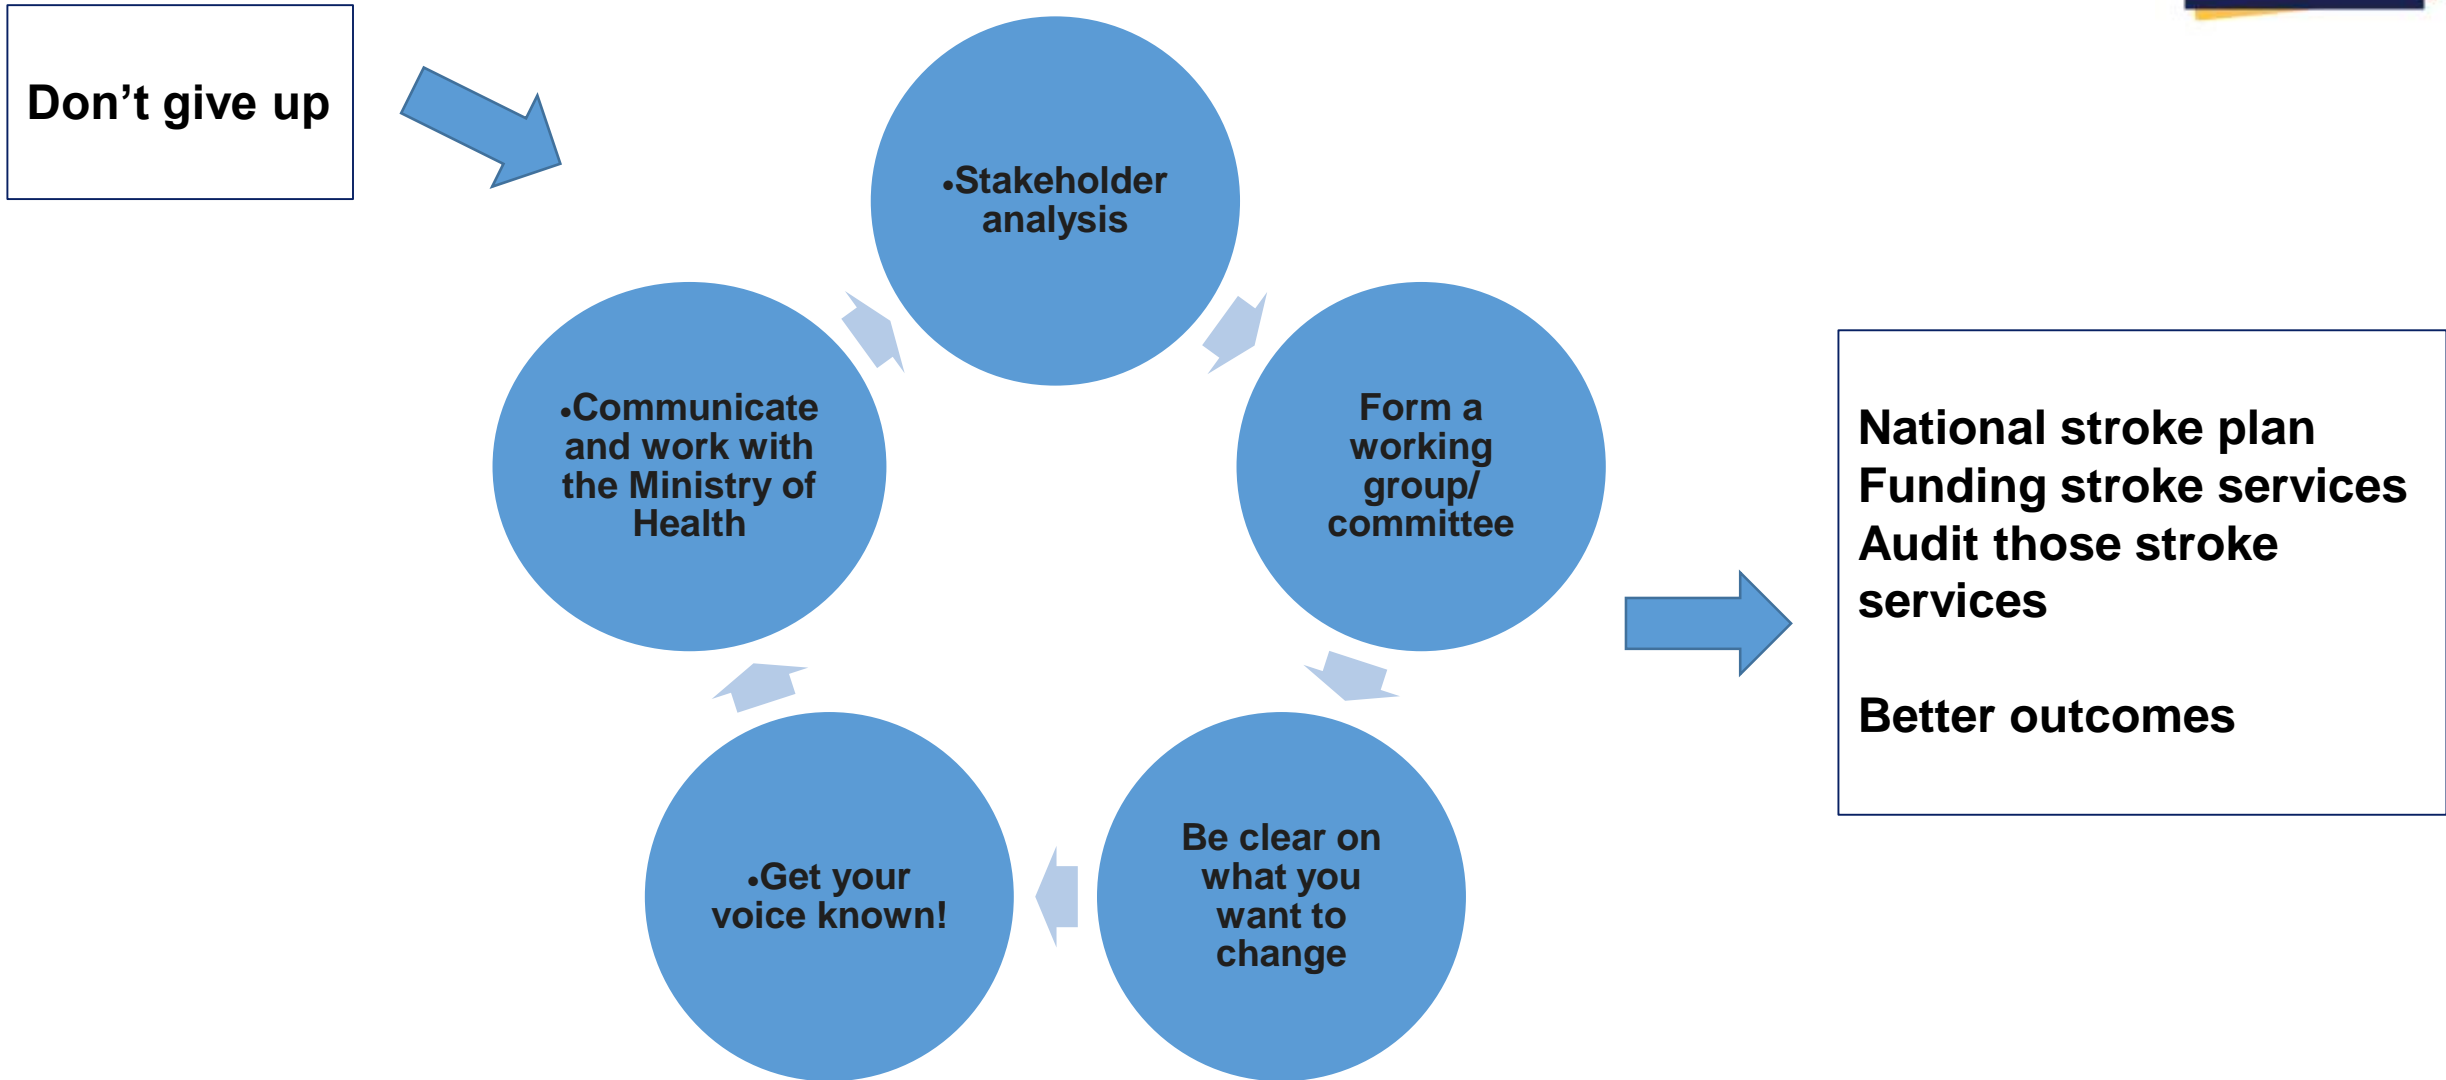 Don’t give up
•Stakeholder
analysis
Form a
working
group/
committee
Be clear on
what you
want to
change
•Get your
voice known!
•Communicate
and work with
the Ministry of
Health
National stroke plan
Funding stroke services
Audit those stroke
services
Better outcomes